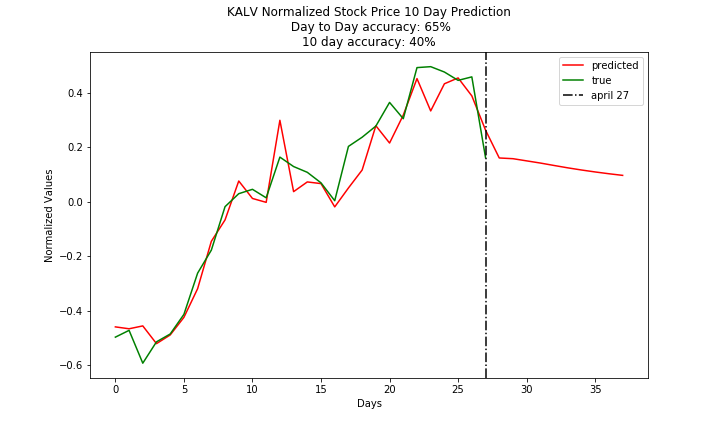 KALV Normalized Stock Price 10 Day Prediction
Day to Day accuracy: 65%
10 day accuracy: 40%
predicted
true
april 27
Normalized Values
0.4
0.2
0.0
−0.2
−0.4
−0.6
0 5 10 15 20 25 30 35
Days